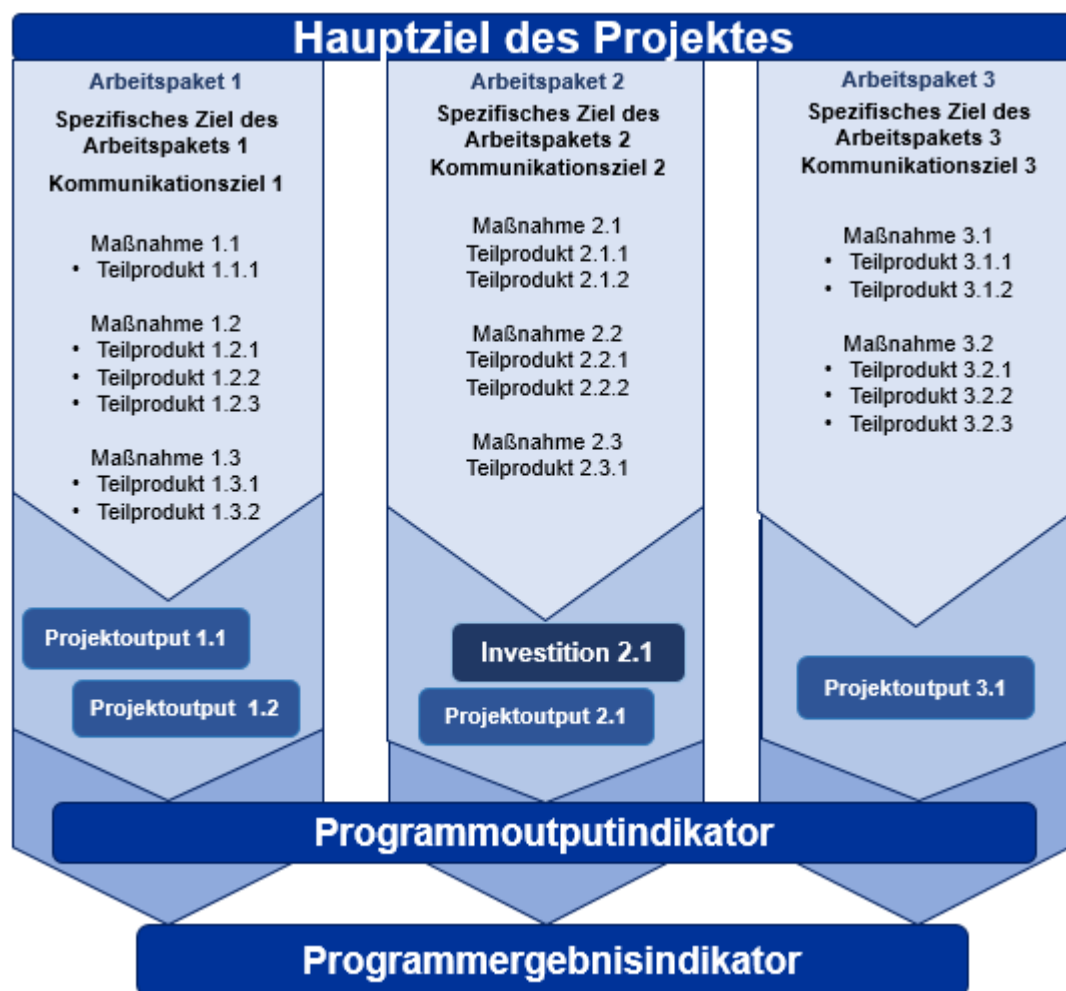 Hauptziel des Projektes
Arbeitspaket 1
Spezifisches Ziel des
Arbeitspakets 1
Kommunikationsziel 1
Maßnahme 1.1
• Teilprodukt 1.1.1
Maßnahme 1.2
• Teilprodukt 1.2.1
• Teilprodukt 1.2.2
• Teilprodukt 1.2.3
Maßnahme 1.3
• Teilprodukt 1.3.1
• Teilprodukt 1.3.2
Projektoutput 1.1
Projektoutput 1.2
Arbeitspaket 2
Spezifisches Ziel des
Arbeitspakets 2
Kommunikationsziel 2
Maßnahme 2.1
Teilprodukt 2.1.1
Teilprodukt 2.1.2
Maßnahme 2.2
Teilprodukt 2.2.1
Teilprodukt 2.2.2
Maßnahme 2.3
Teilprodukt 2.3.1
Investition 2.1
Projektoutput 2.1
Arbeitspaket 3
Spezifisches Ziel des
Arbeitspakets 3
Kommunikationsziel 3
Maßnahme 3.1
• Teilprodukt 3.1.1
• Teilprodukt 3.1.2
Maßnahme 3.2
• Teilprodukt 3.2.1
• Teilprodukt 3.2.2
• Teilprodukt 3.2.3
Projektoutput 3.1
Programmoutputindikator
Programmergebnisindikator